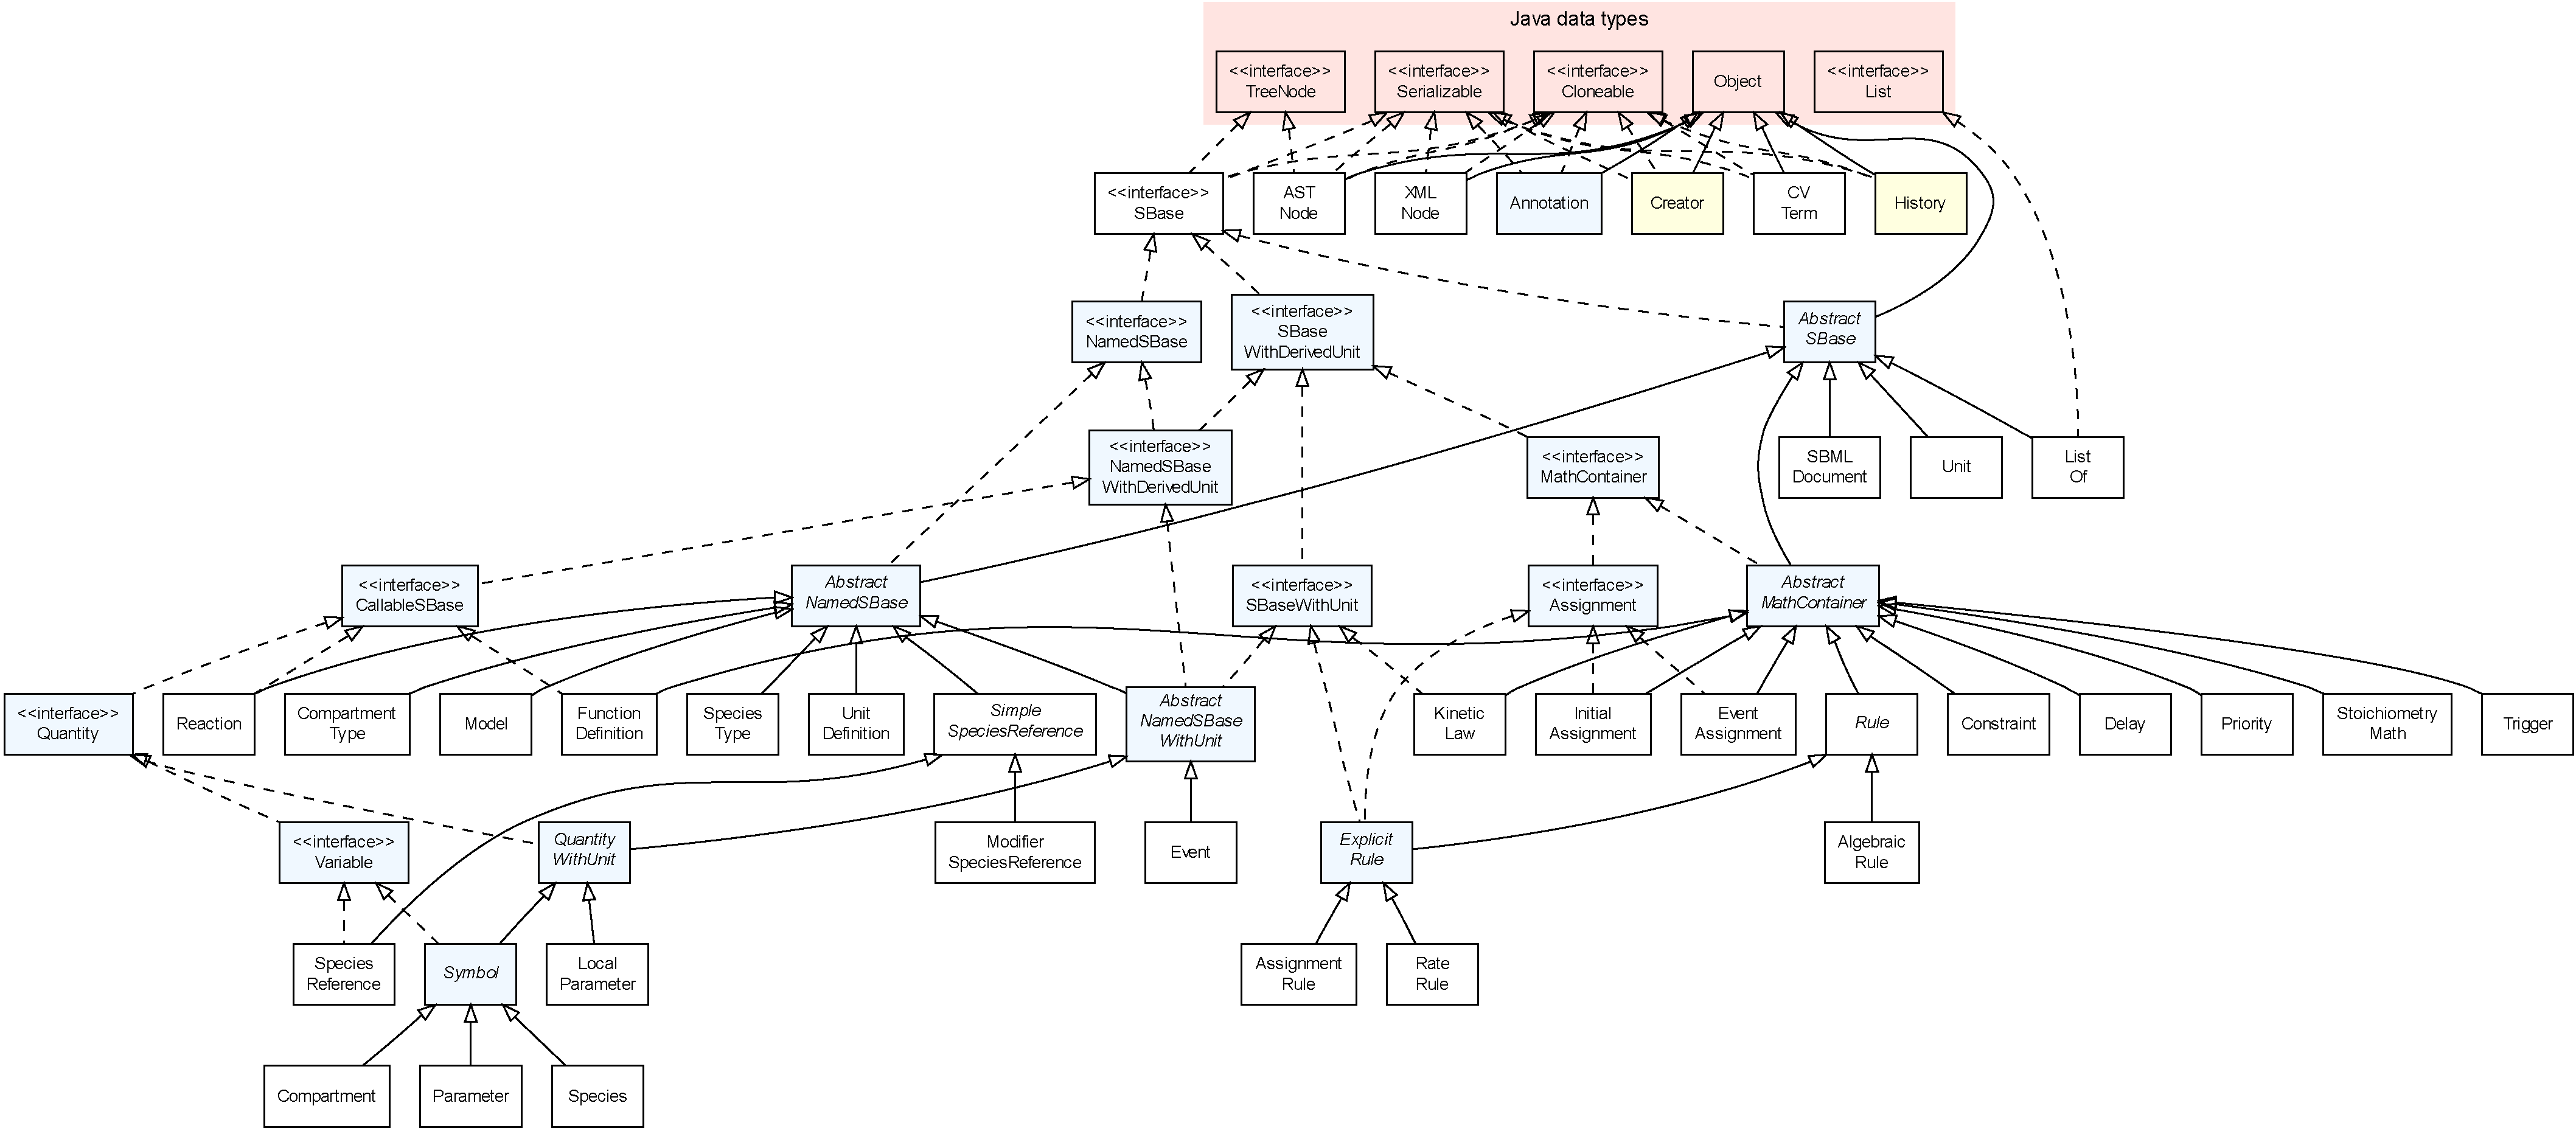 Java data types
<<interface>>
TreeNode
<<interface>>
Serializable
<<interface>>
Cloneable
Object
<<interface>>
List
<<interface>>
SBase
AST
Node
XML
Node
Annotation
Creator
CV
Term
History
<<interface>>
NamedSBase
<<interface>>
SBase
WithDerivedUnit
Abstract
SBase
<<interface>>
NamedSBase
WithDerivedUnit
<<interface>>
MathContainer
SBML
Document
Unit
List
Of
<<interface>>
CallableSBase
Abstract
NamedSBase
<<interface>>
SBaseWithUnit
<<interface>>
Assignment
Abstract
MathContainer
<<interface>>
Quantity
Reaction
Compartment
Type
Model
Function
Definition
Species
Type
Unit
Definition
Simple
SpeciesReference
Abstract
NamedSBase
WithUnit
Kinetic
Law
Initial
Assignment
Event
Assignment
Rule
Constraint
Delay
Priority
Stoichiometry
Math
Trigger
<<interface>>
Variable
Quantity
WithUnit
Modifier
SpeciesReference
Event
Explicit
Rule
Algebraic
Rule
Species
Reference
Symbol
Local
Parameter
Assignment
Rule
Rate
Rule
Compartment
Parameter
Species